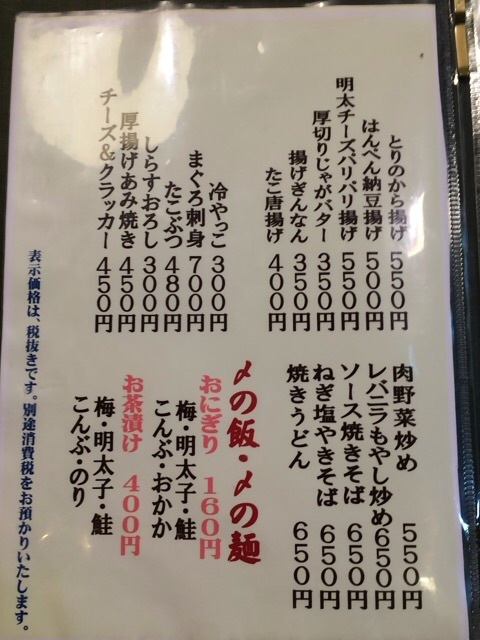 とりのから揚げ 550円
はんぺん納豆揚げ 500円
明太チーズパリパリ揚げ 550円
厚切りじゃがバター 350円
揚げぎんなん 350円
たこ唐揚げ 400円
冷やっこ 300円
まぐろ刺身 700円
たこぶつ 480円
しらすおろし 300円
厚揚げあみ焼き 450円
チーズ&クラッカー 450円
肉野菜炒め 550円
レバニラもやし炒め 650円
ソース焼きそば 650円
ねぎ塩やきそば 650円
焼きうどん 650円
〆の飯・〆の麺
おにぎり 160円
梅・明太子・鮭
こんぶ・おかか
お茶漬け 400円
梅・明太子・鮭
こんぶ・のり
表示価格は、税抜きです。別途消費税をお預かりいたします。